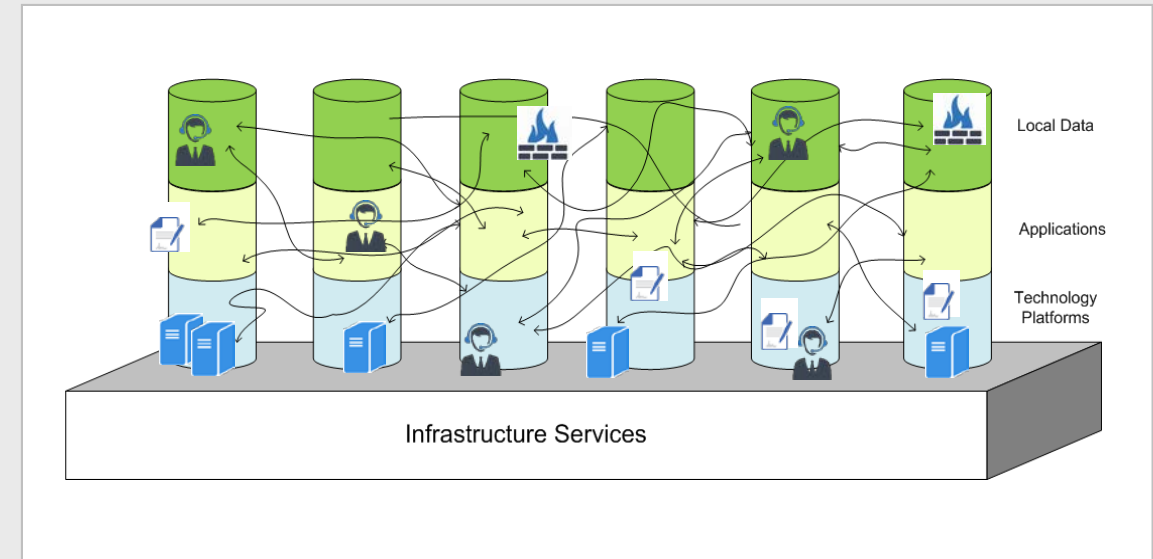 Local Data
Applications
Technology
Platforms
Infrastructure Services